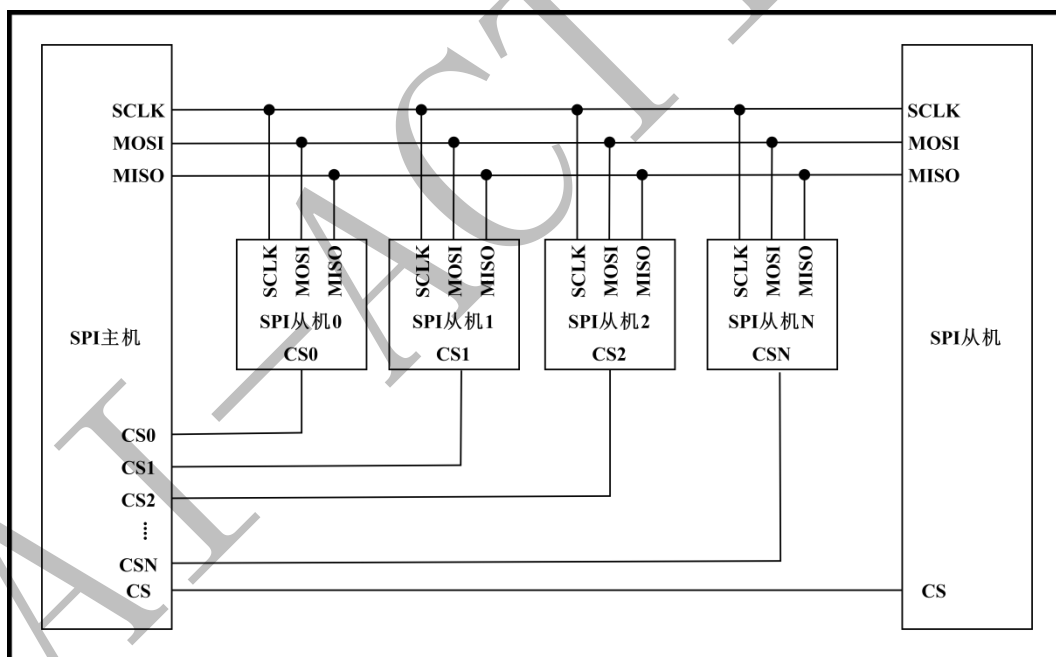 SCLK
MOSI
MISO
SPI主机
CS0
CS1
CS2
CSN
CS
SCLK MOSI MISO
SPI从机0
CS0
SCLK MOSI MISO
SPI从机1
CS1
SCLK MOSI MISO
SPI从机2
CS2
SCLK MOSI MISO
SPI从机N
CSN
SCLK
MOSI
MISO
SPI从机
CS